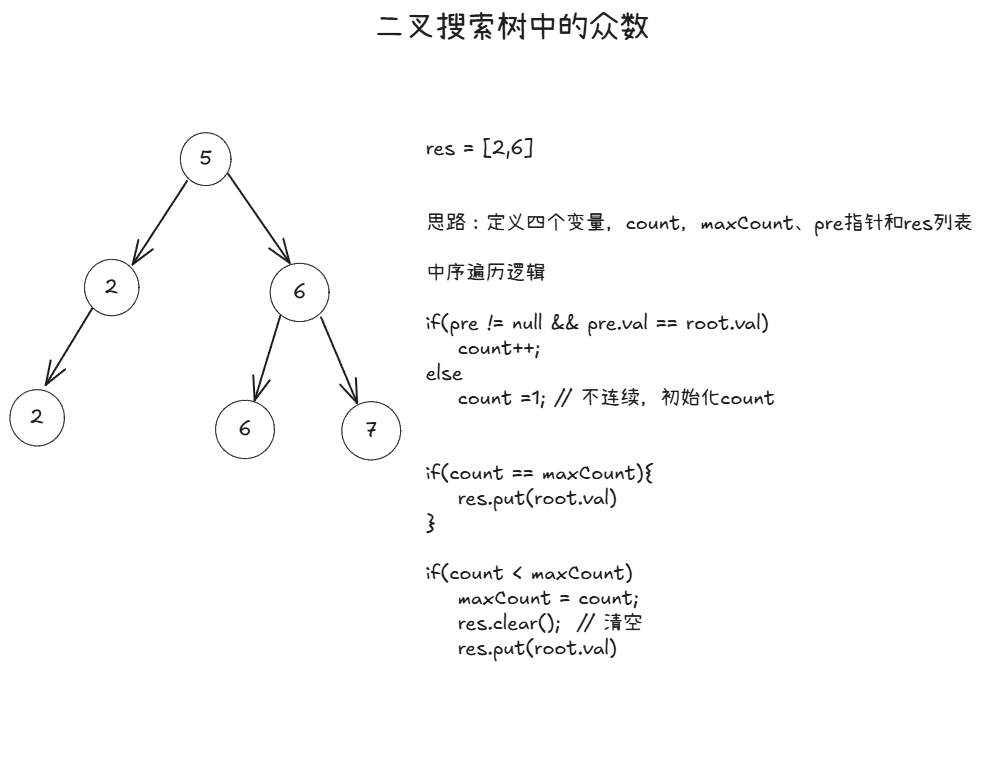 二叉搜索树中的众数
5
2
6
2
6
7
res = [2,6]
思路：定义四个变量，count，maxCount、pre指针和res列表
中序遍历逻辑
if(pre != null && pre.val == root.val)
count++;
else
count =1; // 不连续，初始化count
if(count == maxCount){
res.put(root.val)
}
if(count < maxCount)
maxCount = count;
res.clear(); // 清空
res.put(root.val)